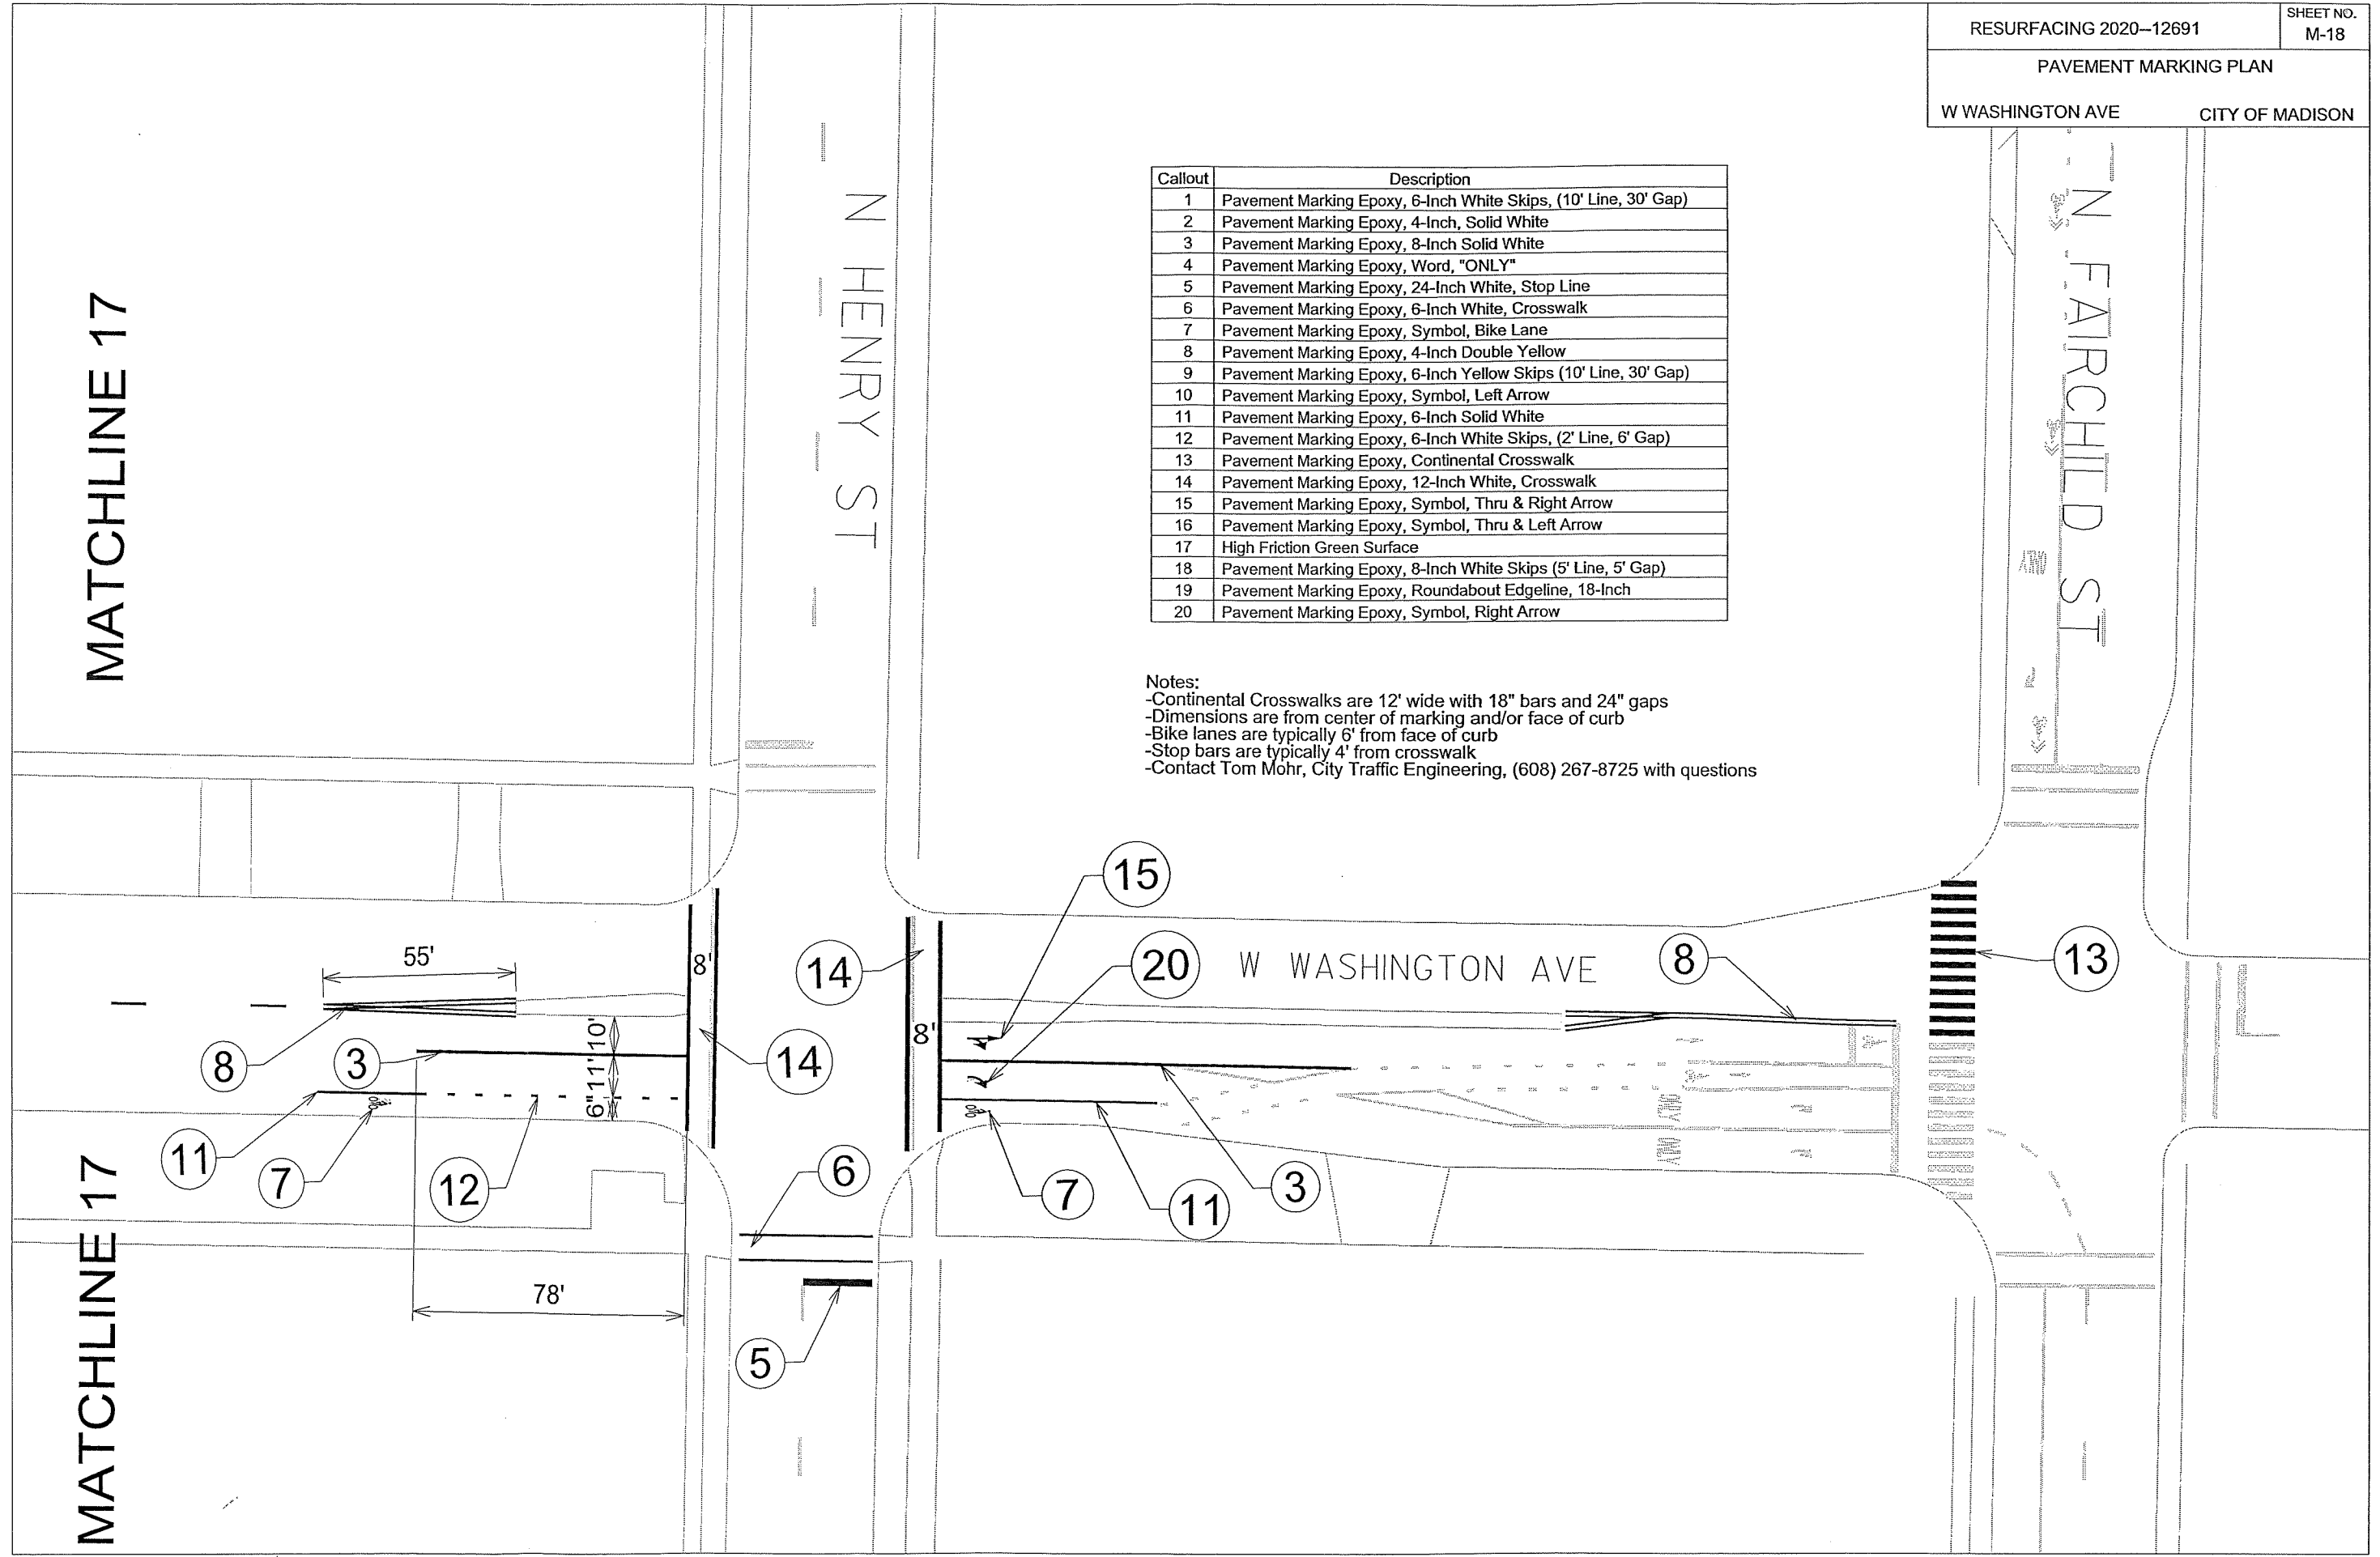 RESURFACING 2020--12691
SHEET NO.
M-18
PAVEMENT MARKING PLAN
W WASHINGTON AVE
CITY OF MADISON
Callout Description
1 Pavement Marking Epoxy, 6-Inch White Skips, (10' Line, 30' Gap)
2 Pavement Marking Epoxy, 4-Inch, Solid White
3 Pavement Marking Epoxy, 8-Inch Solid White
4 Pavement Marking Epoxy, Word, "ONLY"
5 Pavement Marking Epoxy, 24-Inch White, Stop Line
6 Pavement Marking Epoxy, 6-Inch White, Crosswalk
7 Pavement Marking Epoxy, Symbol, Bike Lane
8 Pavement Marking Epoxy, 4-Inch Double Yellow
9 Pavement Marking Epoxy, 6-Inch Yellow Skips (10' Line, 30' Gap)
10 Pavement Marking Epoxy, Symbol, Left Arrow
11 Pavement Marking Epoxy, 6-Inch Solid White
12 Pavement Marking Epoxy, 6-Inch White Skips, (2' Line, 6' Gap)
13 Pavement Marking Epoxy, Continental Crosswalk
14 Pavement Marking Epoxy, 12-Inch White, Crosswalk
15 Pavement Marking Epoxy, Symbol, Thru & Right Arrow
16 Pavement Marking Epoxy, Symbol, Thru & Left Arrow
17 High Friction Green Surface
18 Pavement Marking Epoxy, 8-Inch White Skips (5' Line, 5' Gap)
19 Pavement Marking Epoxy, Roundabout Edgeline, 18-Inch
20 Pavement Marking Epoxy, Symbol, Right Arrow
Notes:
-Continental Crosswalks are 12' wide with 18" bars and 24" gaps
-Dimensions are from center of marking and/or face of curb
-Bike lanes are typically 6' from face of curb
-Stop bars are typically 4' from crosswalk
-Contact Tom Mohr, City Traffic Engineering, (608) 267-8725 with questions
MATCHLINE 17
N HENRY ST
N FAIRCHILD ST
ONLY
15
55'
8'
14
20
W WASHINGTON AVE
8
13
8
3
10'
11'
6"
14
8'
11
7
12
6
7
11
3
ONLY ONLY
78'
5
MATCHLINE 17